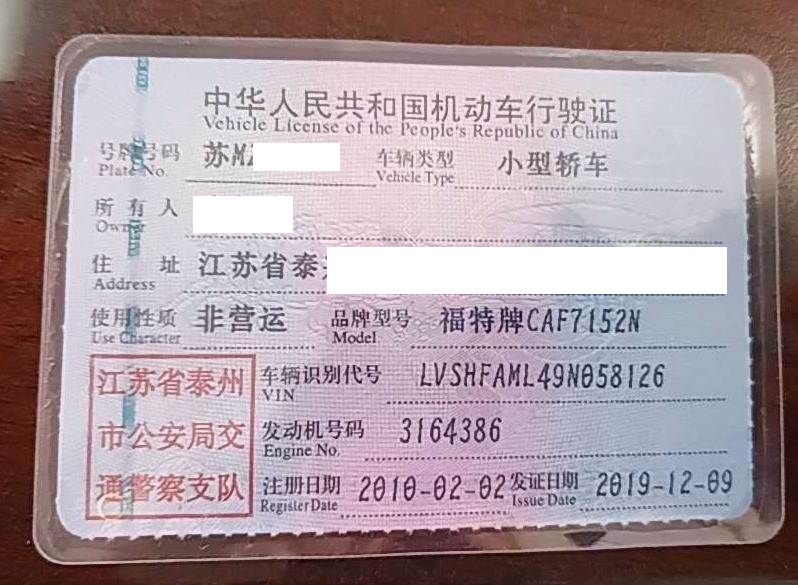 中华人民共和国机动车行驶证
Vehicle License of the People's Republic of China
号牌号码 苏M 车辆类型 小型轿车
Plate No. Vehicle Type
所有人
Owner
住址 江苏省泰
Address
使用性质 非营运 品牌型号 福特牌CAF7152N
Use Character Model
江苏省泰州 车辆识别代号 LVSHFAML49N058126
VIN
市公安局交 发动机号码 3164386
Engine No.
通警察支队 注册日期 2010-02-02 发证日期 2019-12-09
Register Date Issue Date